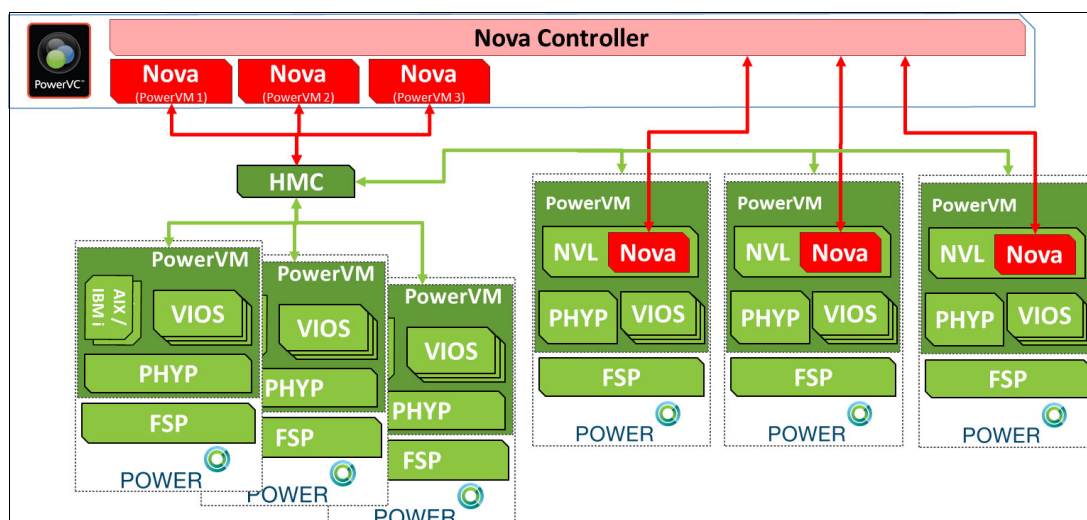 Nova Controller
PowerVC™
Nova
(PowerVM 1)
Nova
(PowerVM 2)
Nova
(PowerVM 3)
HMC
PowerVM
AIX /
IBM i
VIOS
PHYP
FSP
POWER
PowerVM
VIOS
PHYP
FSP
POWER
PowerVM
VIOS
PHYP
FSP
POWER
PowerVM
NVL
Nova
PHYP
VIOS
FSP
POWER
PowerVM
NVL
Nova
PHYP
VIOS
FSP
POWER
PowerVM
NVL
Nova
PHYP
VIOS
FSP
POWER